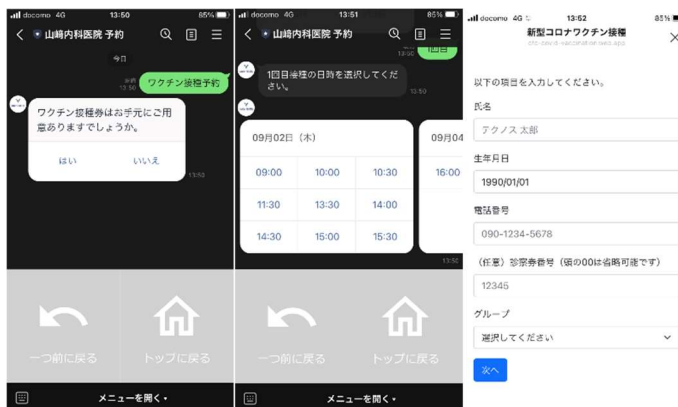 docomo 4G 13:50 85%
山﨑内科医院 予約
今日
既読
13:50
ワクチン接種予約
ワクチン接種券はお手元にご用
意ありますでしょうか。
はい いいえ
13:50
一つ前に戻る トップに戻る
メニューを開く
docomo 4G 13:51 85%
山﨑内科医院 予約
1回目
1回目接種の日時を選択してくだ
さい。
13:50
09月02日（木） 09月04
09:00 10:00 10:30 16:00
11:30 13:30 14:00
14:30 15:00 15:30
13:50
一つ前に戻る トップに戻る
メニューを開く
docomo 4G 13:52 85%
新型コロナワクチン接種
以下の項目を入力してください。
氏名
テクノス 太郎
生年月日
1990/01/01
電話番号
090-1234-5678
（任意）診察券番号（頭の00は省略可能です）
12345
グループ
選択してください
次へ